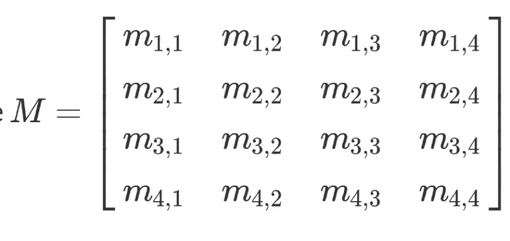 e M = [ m₁,₁ m₁,₂ m₁,₃ m₁,₄
m₂,₁ m₂,₂ m₂,₃ m₂,₄
m₃,₁ m₃,₂ m₃,₃ m₃,₄
m₄,₁ m₄,₂ m₄,₃ m₄,₄ ]